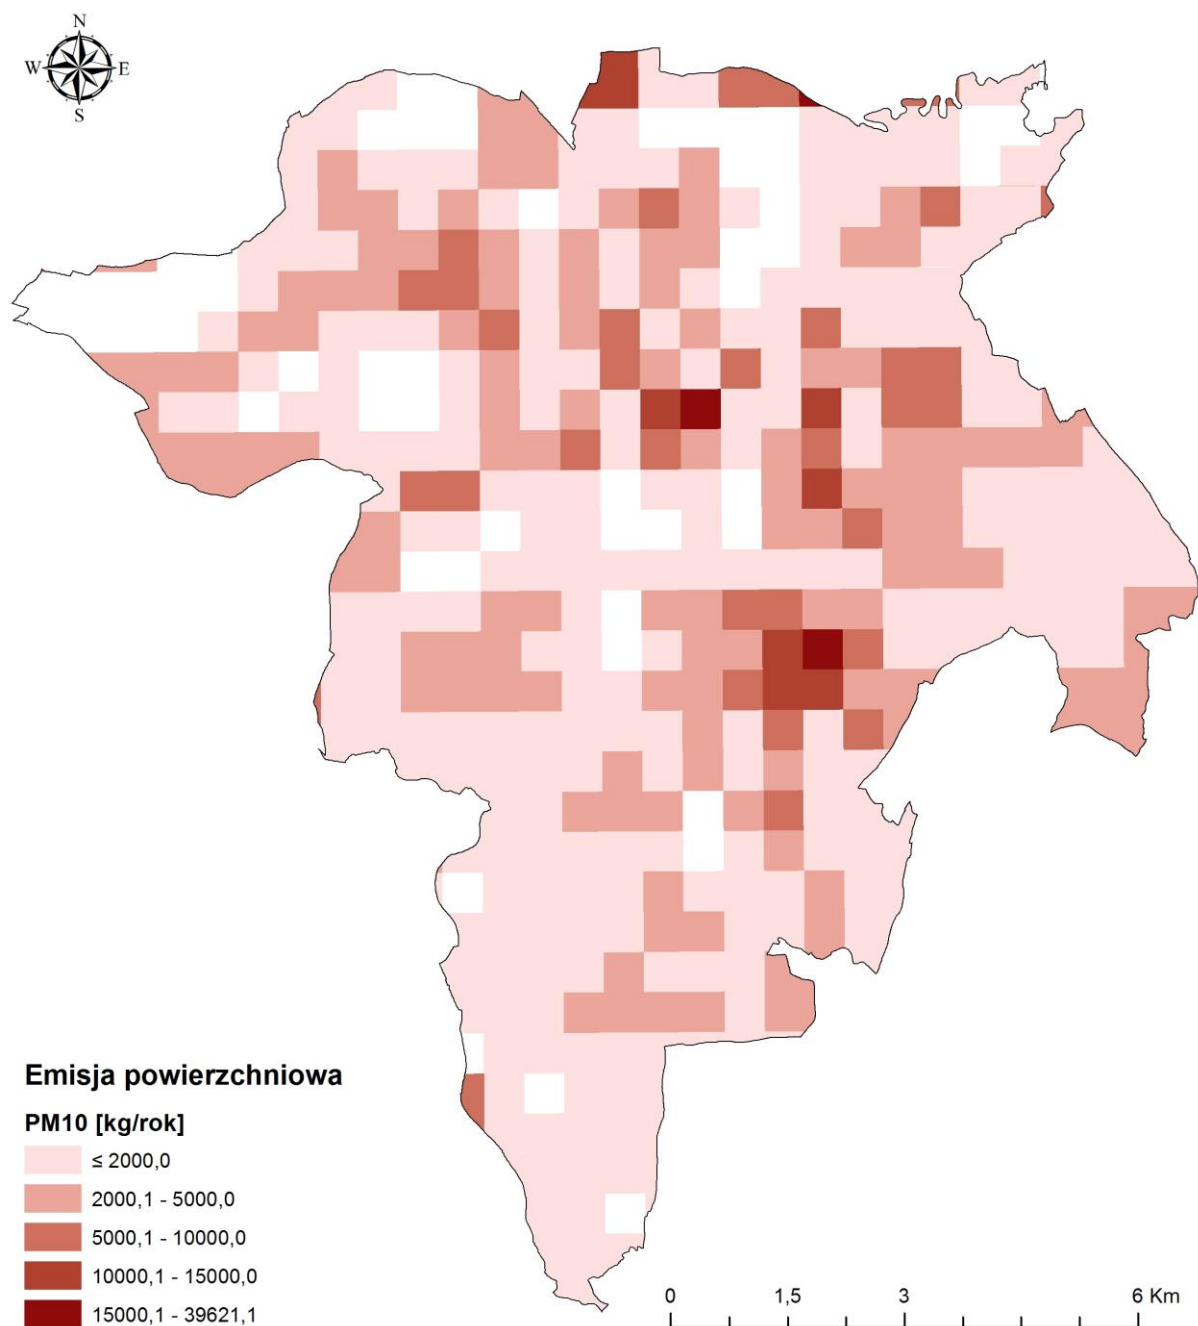 N
W E
S
Emisja powierzchniowa
PM10 [kg/rok]
≤ 2000,0
2000,1 - 5000,0
5000,1 - 10000,0
10000,1 - 15000,0
15000,1 - 39621,1
0 1,5 3 6 Km